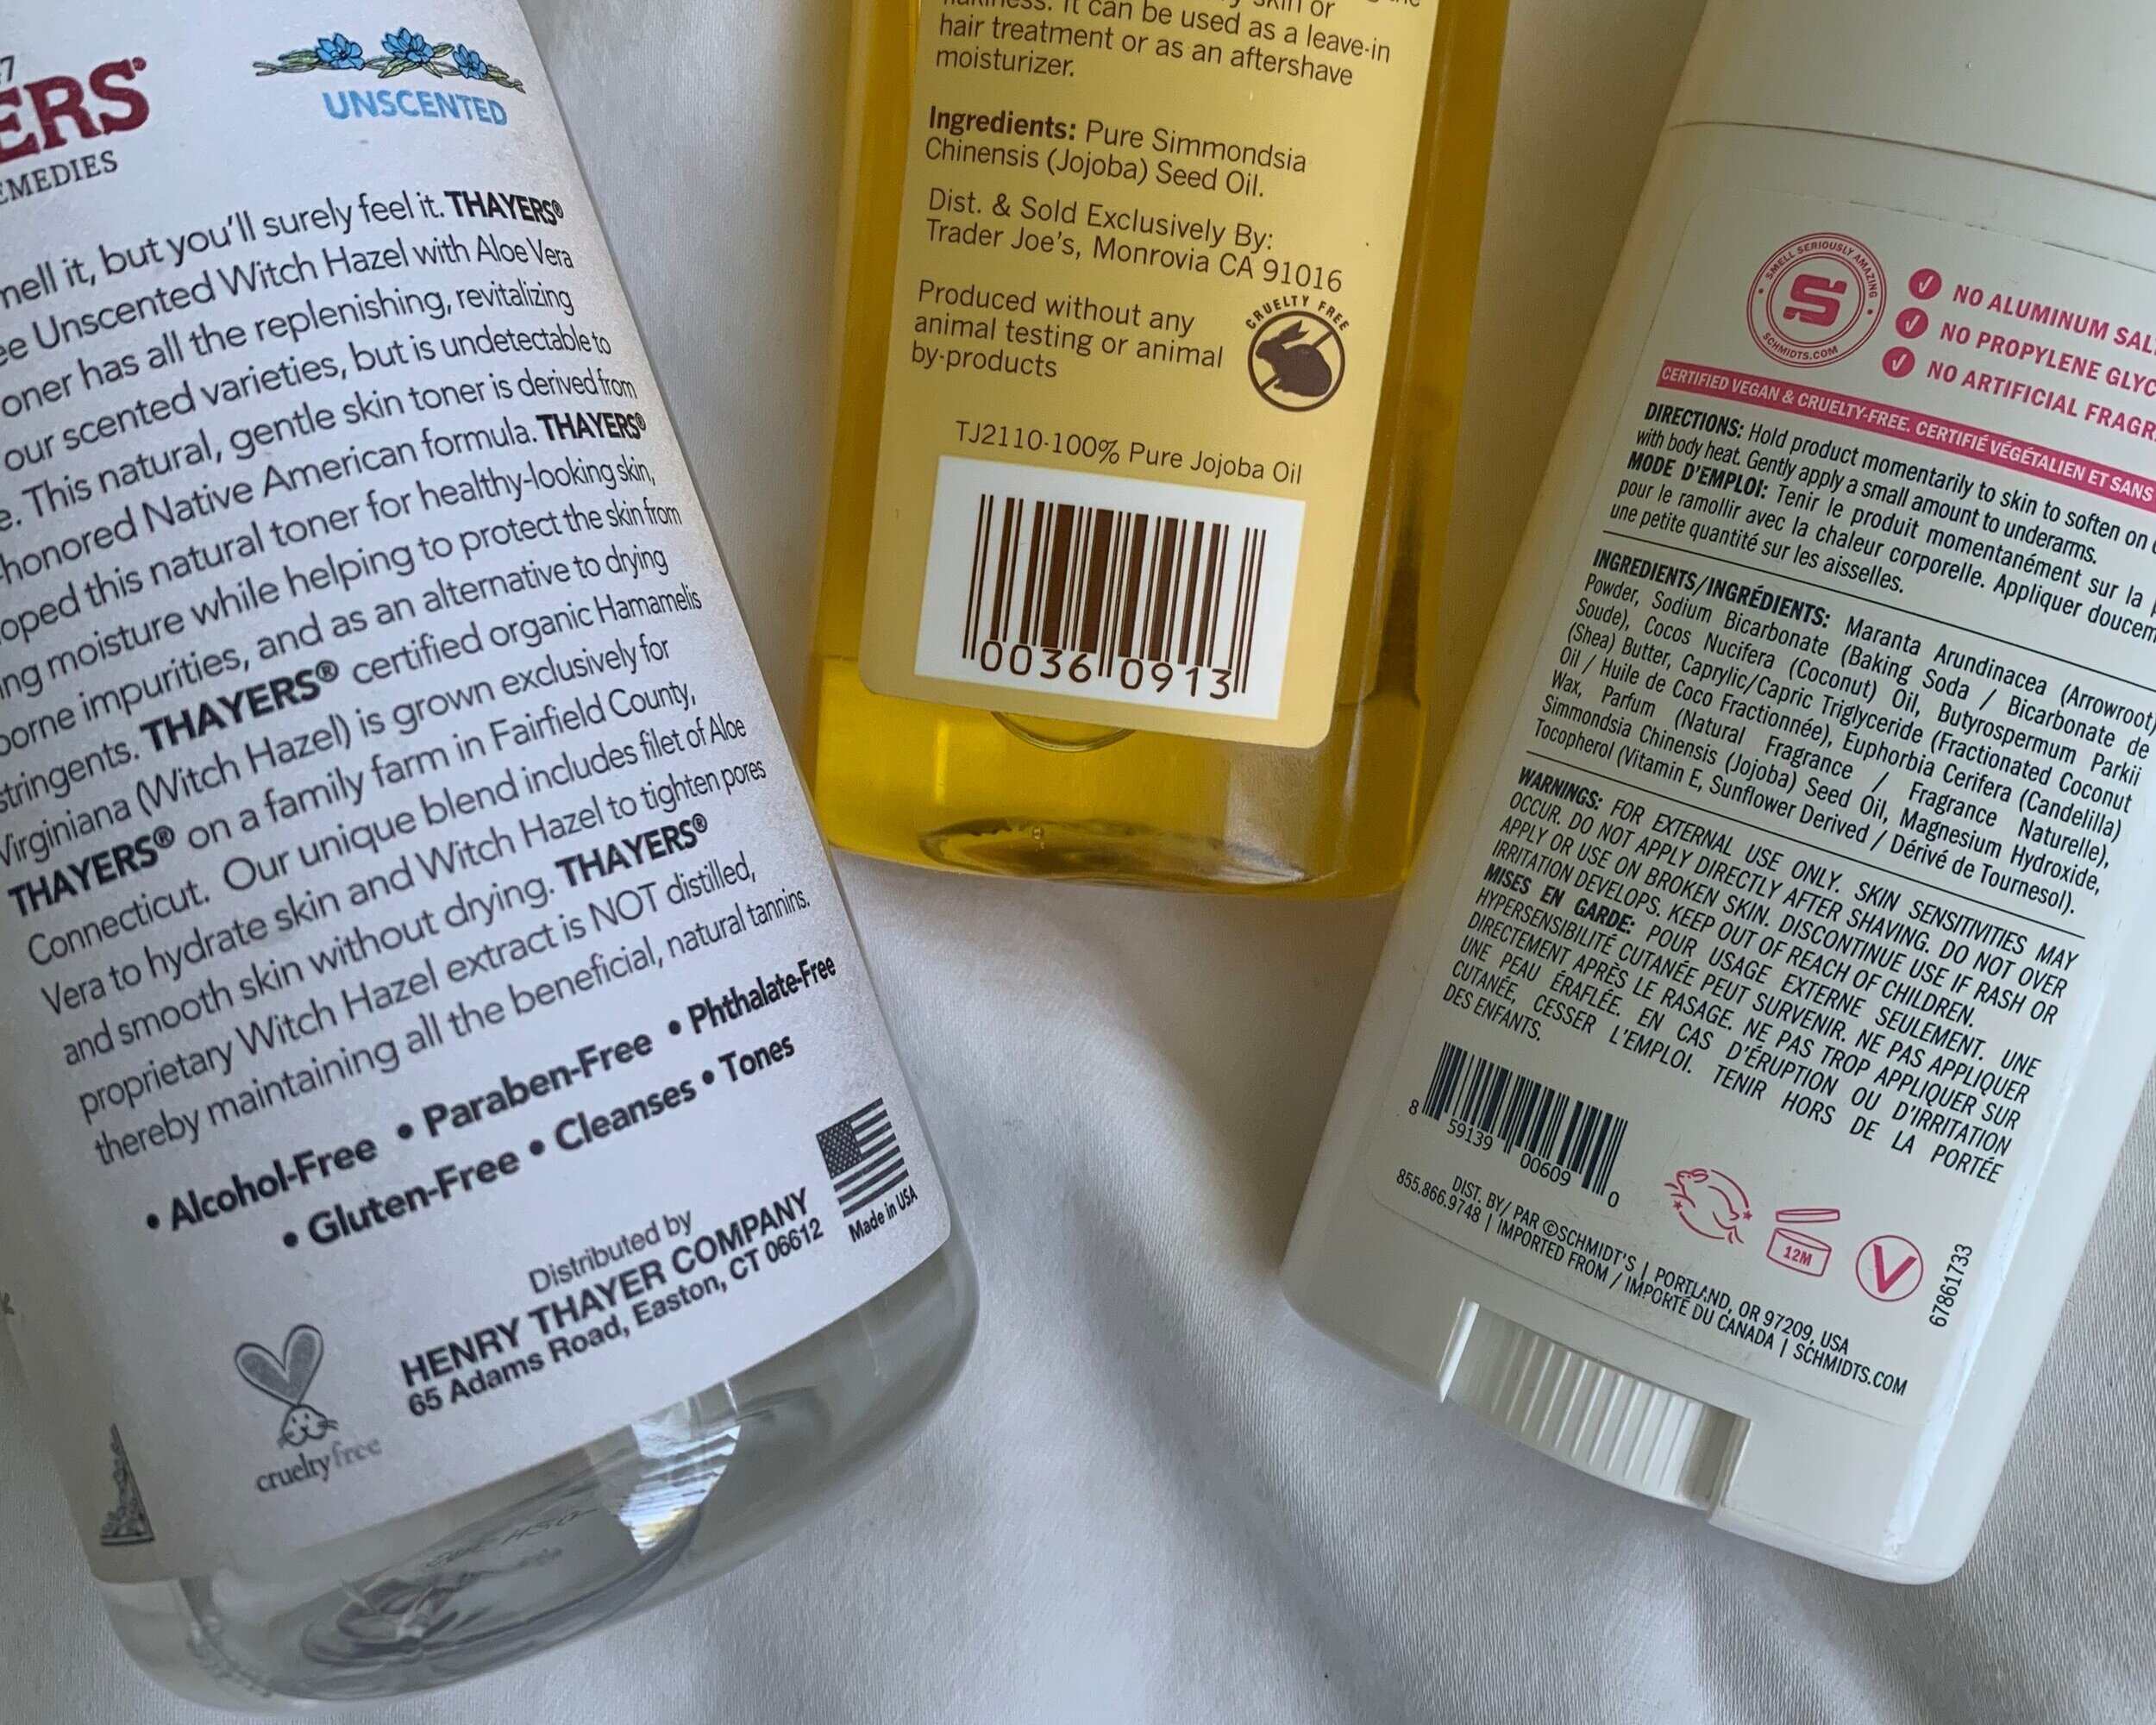 ERS
EMEDIES
UNSCENTED
mell it, but you'll surely feel it. THAYERS®
ee Unscented Witch Hazel with Aloe Vera
oner has all the replenishing, revitalizing
our scented varieties, but is undetectable to
e. This natural, gentle skin toner is derived from
-honored Native American formula. THAYERS®
oped this natural toner for healthy-looking skin,
ing moisture while helping to protect the skin from
borne impurities, and as an alternative to drying
stringents. THAYERS® certified organic Hamamelis
Virginiana (Witch Hazel) is grown exclusively for
THAYERS® on a family farm in Fairfield County,
Connecticut. Our unique blend includes filet of Aloe
Vera to hydrate skin and Witch Hazel to tighten pores
and smooth skin without drying. THAYERS®
proprietary Witch Hazel extract is NOT distilled,
thereby maintaining all the beneficial, natural tannins.
• Alcohol-Free • Paraben-Free • Phthalate-Free
• Gluten-Free • Cleanses • Tones
Made in USA
Distributed by
HENRY THAYER COMPANY
65 Adams Road, Easton, CT 06612
crueltyfree
skin or
flakiness. It can be used as a leave-in
hair treatment or as an aftershave
moisturizer.
Ingredients: Pure Simmondsia
Chinensis (Jojoba) Seed Oil.
Dist. & Sold Exclusively By:
Trader Joe's, Monrovia CA 91016
Produced without any
animal testing or animal
by-products
CRUELTY FREE
TJ2110-100% Pure Jojoba Oil
0036 0913
SMELL SERIOUSLY AMAZING
S
SCHMIDTS.COM
NO ALUMINUM SAL
NO PROPYLENE GLYC
NO ARTIFICIAL FRAGR
CERTIFIED VEGAN & CRUELTY-FREE. CERTIFIÉ VÉGÉTALIEN ET SANS
DIRECTIONS: Hold product momentarily to skin to soften on
with body heat. Gently apply a small amount to underarms.
MODE D'EMPLOI: Tenir le produit momentanément sur la
pour le ramollir avec la chaleur corporelle. Appliquer doucem
une petite quantité sur les aisselles.
INGREDIENTS/INGRÉDIENTS: Maranta Arundinacea (Arrowroot)
Powder, Sodium Bicarbonate (Baking Soda / Bicarbonate de
Soude), Cocos Nucifera (Coconut) Oil, Butyrospermum Parkii
(Shea) Butter, Caprylic/Capric Triglyceride (Fractionated Coconut
Oil / Huile de Coco Fractionnée), Euphorbia Cerifera (Candelilla)
Wax, Parfum (Natural Fragrance / Fragrance Naturelle),
Simmondsia Chinensis (Jojoba) Seed Oil, Magnesium Hydroxide,
Tocopherol (Vitamin E, Sunflower Derived / Dérivé de Tournesol).
WARNINGS: FOR EXTERNAL USE ONLY. SKIN SENSITIVITIES MAY
OCCUR. DO NOT APPLY DIRECTLY AFTER SHAVING. DO NOT OVER
APPLY OR USE ON BROKEN SKIN. DISCONTINUE USE IF RASH OR
IRRITATION DEVELOPS. KEEP OUT OF REACH OF CHILDREN.
MISES EN GARDE: POUR USAGE EXTERNE SEULEMENT. UNE
HYPERSENSIBILITÉ CUTANÉE PEUT SURVENIR. NE PAS APPLIQUER
DIRECTEMENT APRÈS LE RASAGE. NE PAS TROP APPLIQUER SUR
UNE PEAU ÉRAFLÉE. EN CAS D'ÉRUPTION OU D'IRRITATION
CUTANÉE, CESSER L'EMPLOI. TENIR HORS DE LA PORTÉE
DES ENFANTS.
8 59139 00609 0
12M
V
67861733
DIST. BY/ PAR ©SCHMIDT'S | PORTLAND, OR 97209, USA
855.866.9748 | IMPORTED FROM / IMPORTÉ DU CANADA | SCHMIDTS.COM